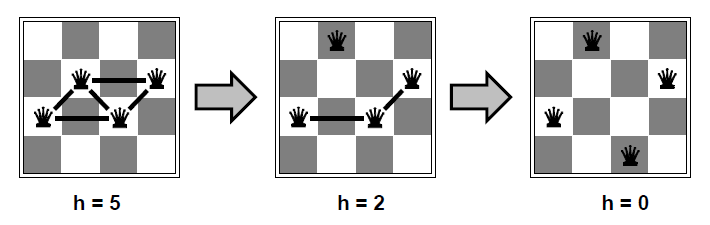 h = 5
h = 2
h = 0